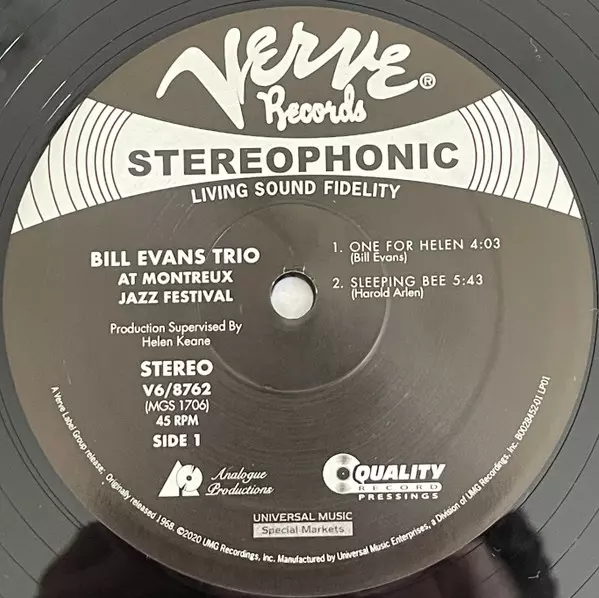 Verve®
Records
STEREOPHONIC
LIVING SOUND FIDELITY
BILL EVANS TRIO
AT MONTREUX
JAZZ FESTIVAL
Production Supervised By
Helen Keane
STEREO
V6/8762
(MGS 1706)
45 RPM
SIDE 1
1. ONE FOR HELEN 4:03
(Bill Evans)
2. SLEEPING BEE 5:43
(Harold Arlen)
AP
Analogue
Productions
QUALITY
RECORD
PRESSINGS
UNIVERSAL MUSIC
Special Markets
A Verve Label Group release; Originally released 1968. ©2020 UMG Recordings, Inc. Manufactured by Universal Music Enterprises, a Division of UMG Recordings, Inc. B0028452-01 LP01